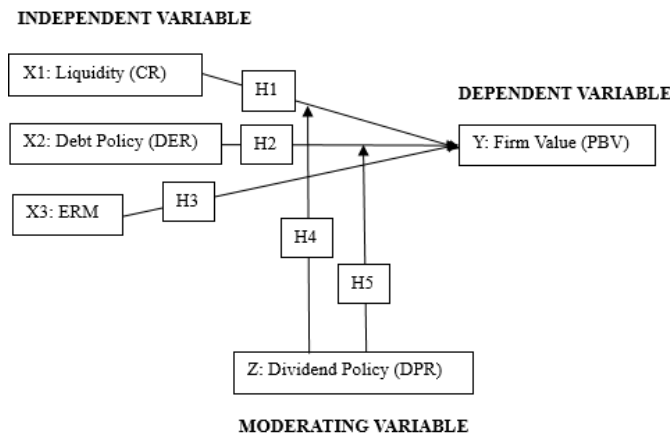 INDEPENDENT VARIABLE
X1: Liquidity (CR)
H1
DEPENDENT VARIABLE
X2: Debt Policy (DER)
H2
Y: Firm Value (PBV)
X3: ERM
H3
H4
H5
Z: Dividend Policy (DPR)
MODERATING VARIABLE